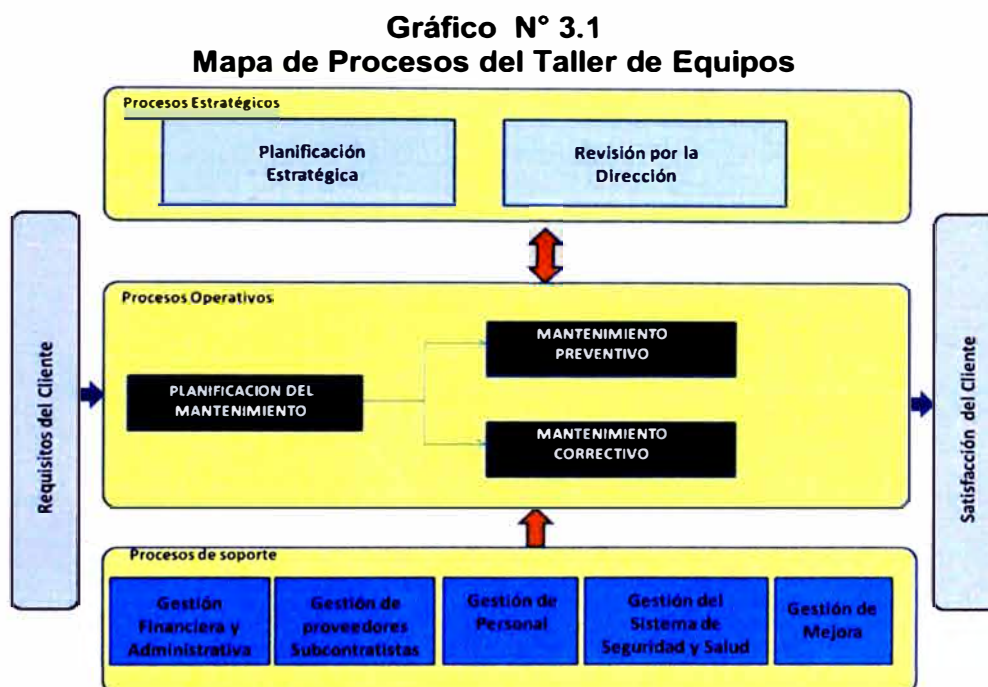 Gráfico N° 3.1
Mapa de Procesos del Taller de Equipos
Procesos Estratégicos
Planificación
Estratégica
Revisión por la
Dirección
Requisitos del Cliente
Procesos Operativos
PLANIFICACION DEL
MANTENIMIENTO
MANTENIMIENTO
PREVENTIVO
MANTENIMIENTO
CORRECTIVO
Satisfacción del Cliente
Procesos de soporte
Gestión
Financiera y
Administrativa
Gestión de
proveedores
Subcontratistas
Gestión de
Personal
Gestión del
Sistema de
Seguridad y Salud
Gestión de
Mejora